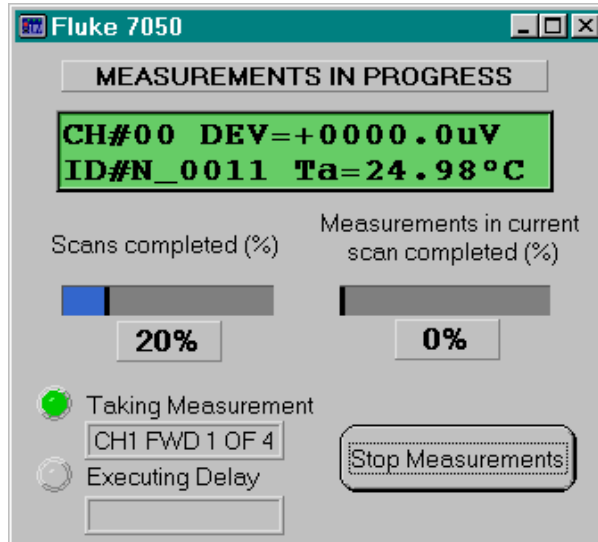 Fluke 7050
MEASUREMENTS IN PROGRESS
CH#00 DEV=+0000.0uV
ID#N_0011 Ta=24.98°C
Scans completed (%)
20%
Measurements in current
scan completed (%)
0%
Taking Measurement
CH1 FWD 1 OF 4
Executing Delay
Stop Measurements